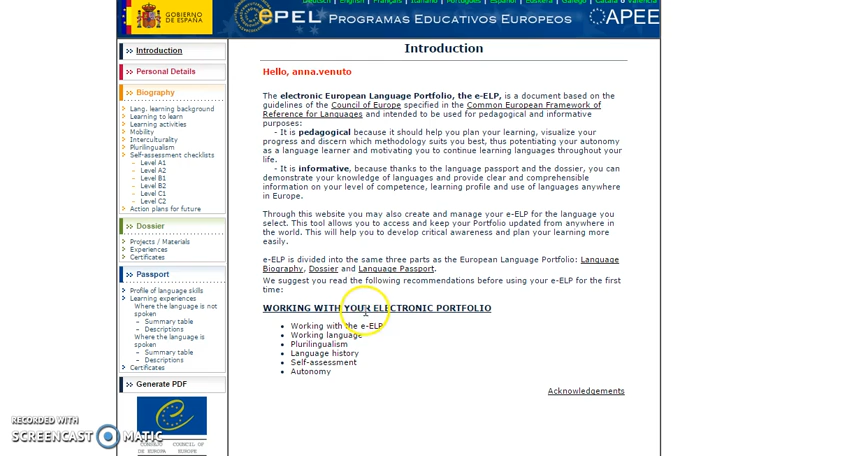 Deutsch | English | Français | Italiano | Português | Español | Euskera | Galego | Català o Valencià
GOBIERNO DE ESPAÑA
ePEL PROGRAMAS EDUCATIVOS EUROPEOS
OAPEE
>> Introduction
>> Personal Details
>> Biography
Lang. learning background
Learning to learn
Learning activities
Mobility
Interculturality
Plurilingualism
Self-assessment checklists
Level A1
Level A2
Level B1
Level B2
Level C1
Level C2
Action plans for future
>> Dossier
Projects / Materials
Experiences
Certificates
>> Passport
Profile of language skills
Learning experiences
Where the language is not
spoken
Summary table
Descriptions
Where the language is
spoken
Summary table
Descriptions
Certificates
>> Generate PDF
CONSEJO DE EUROPA
COUNCIL OF EUROPE
Introduction
Hello, anna.venuto
The electronic European Language Portfolio, the e-ELP, is a document based on the
guidelines of the Council of Europe specified in the Common European Framework of
Reference for Languages and intended to be used for pedagogical and informative
purposes:
- It is pedagogical because it should help you plan your learning, visualize your
progress and discern which methodology suits you best, thus potentiating your autonomy
as a language learner and motivating you to continue learning languages throughout your
life.
- It is informative, because thanks to the language passport and the dossier, you can
demonstrate your knowledge of languages and provide clear and comprehensible
information on your level of competence, learning profile and use of languages anywhere
in Europe.
Through this website you may also create and manage your e-ELP for the language you
select. This tool allows you to access and keep your Portfolio updated from anywhere in
the world. This will help you to develop critical awareness and plan your learning more
easily.
e-ELP is divided into the same three parts as the European Language Portfolio: Language
Biography, Dossier and Language Passport.
We suggest you read the following recommendations before using your e-ELP for the first
time:
WORKING WITH YOUR ELECTRONIC PORTFOLIO
Working with the e-ELP
Working language
Plurilingualism
Language history
Self-assessment
Autonomy
Acknowledgements
RECORDED WITH
SCREENCAST MATIC